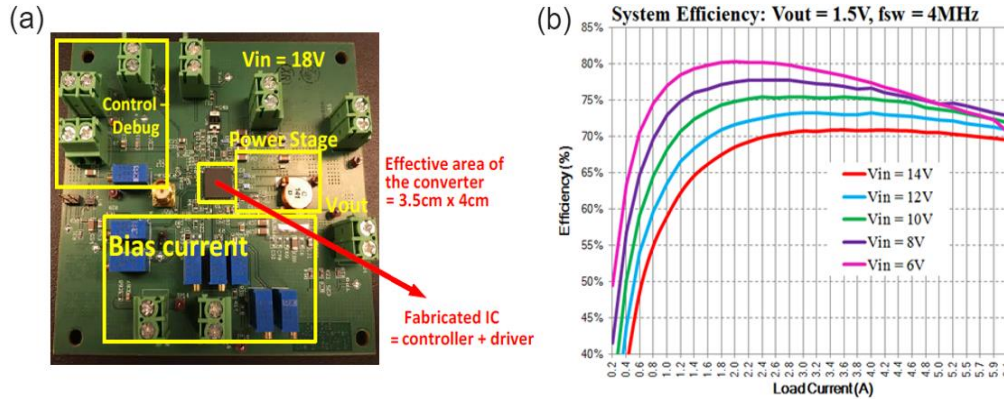 (a)
Vin = 18V
Control –
Debug
Power Stage
Vout
Bias current
Effective area of
the converter
= 3.5cm x 4cm
Fabricated IC
= controller + driver
(b)
System Efficiency: Vout = 1.5V, fsw = 4MHz
85%
80%
75%
70%
65%
60%
55%
50%
45%
40%
Efficiency (%)
Vin = 14V
Vin = 12V
Vin = 10V
Vin = 8V
Vin = 6V
0.2 0.4 0.6 0.8 1.0 1.2 1.4 1.6 1.8 2.0 2.2 2.4 2.6 2.8 3.0 3.2 3.4 3.6 3.8 4.0 4.2 4.4 4.6 4.8 5.0 5.2 5.5 5.9
Load Current (A)